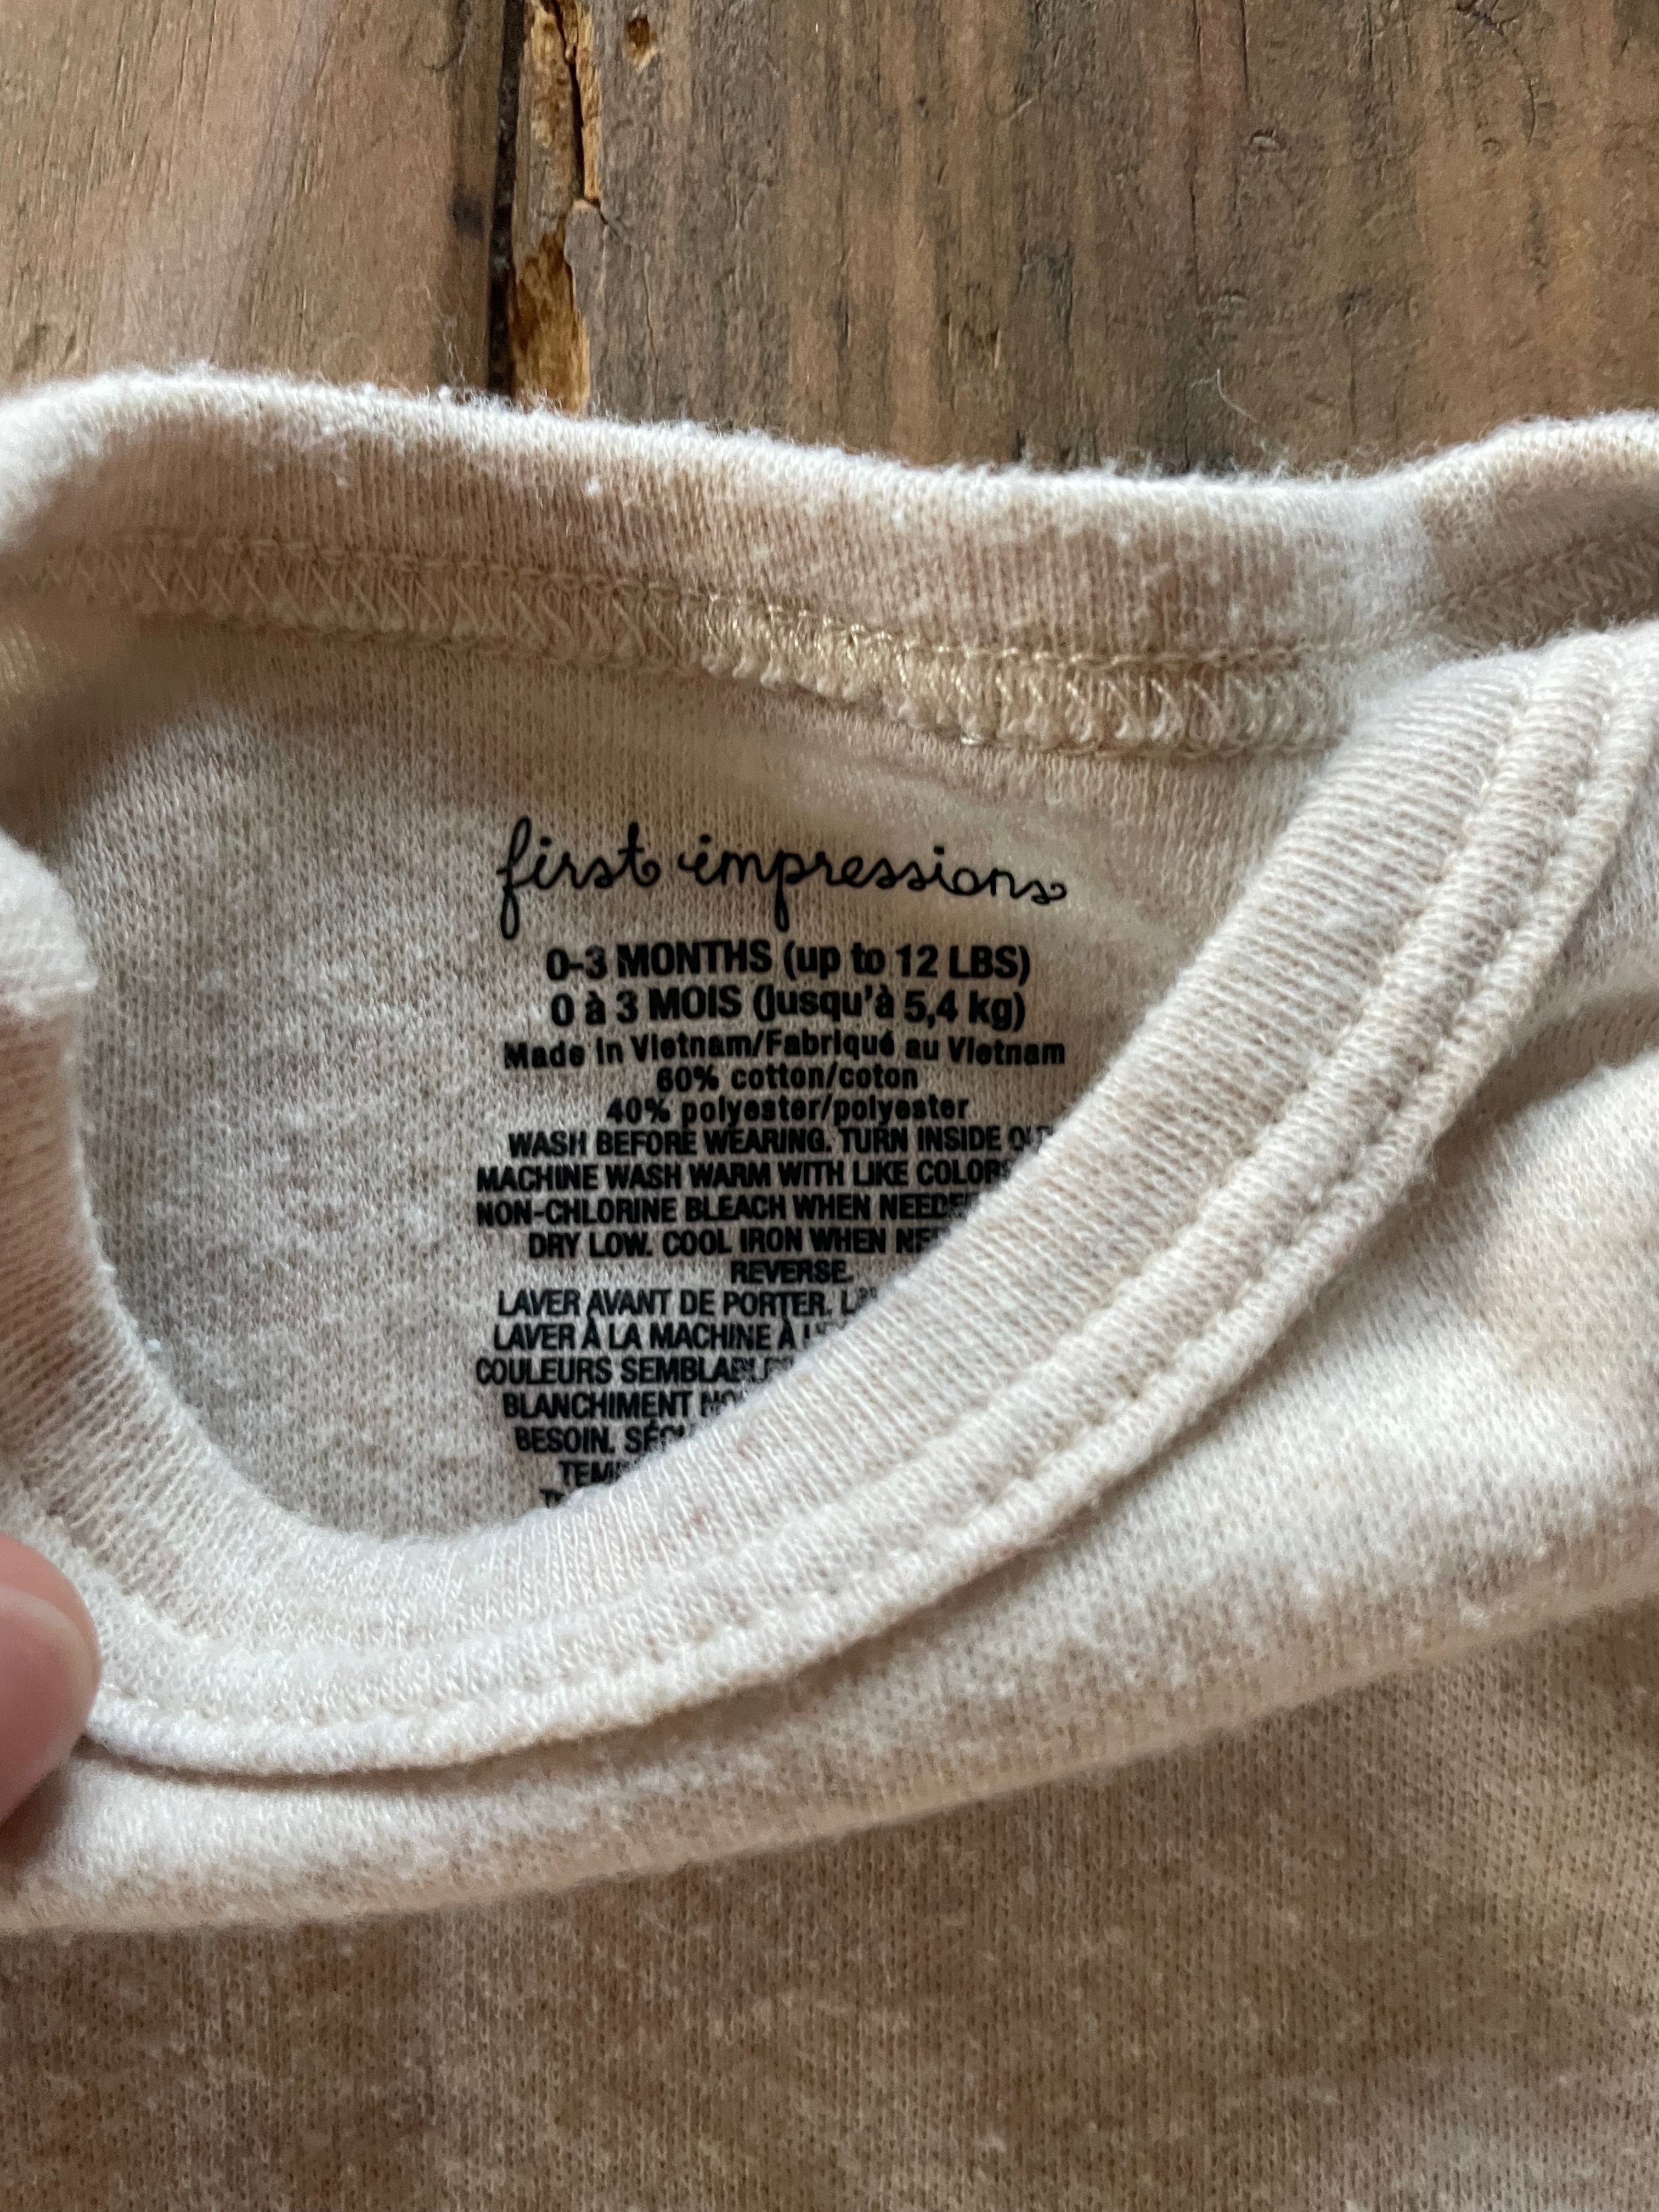 first impressions
0-3 MONTHS (up to 12 LBS)
0 à 3 MOIS (jusqu'à 5,4 kg)
Made in Vietnam/Fabriqué au Vietnam
60% cotton/coton
40% polyester/polyester
WASH BEFORE WEARING. TURN INSIDE
MACHINE WASH WARM WITH LIKE COLORS
NON-CHLORINE BLEACH WHEN NEEDE
DRY LOW. COOL IRON WHEN NE
REVERSE.
LAVER AVANT DE PORTER.
LAVER À LA MACHINE À
COULEURS SEMBLABLE
BLANCHIMENT
BESOIN.